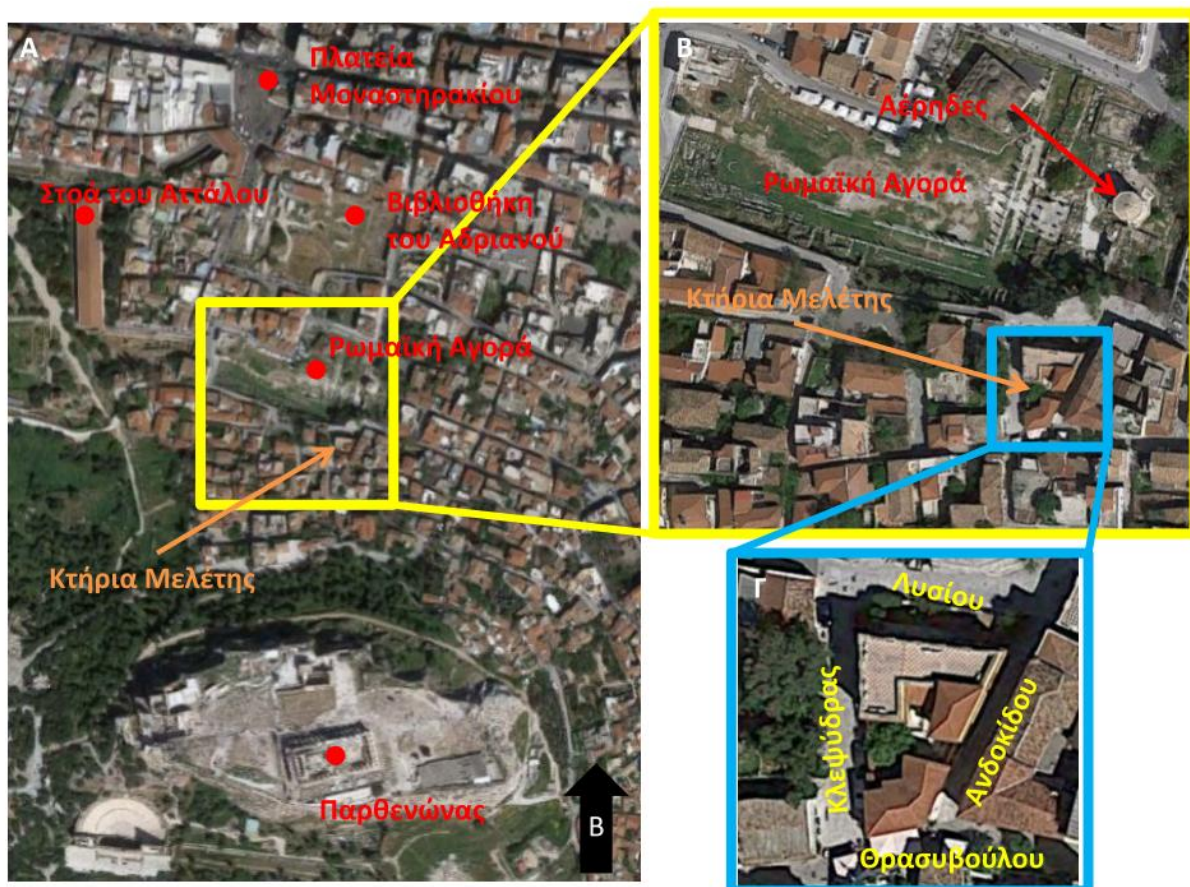 Α
Πλατεία
Μοναστηρακίου
Στοά του Αττάλου
Βιβλιοθήκη
του Αδριανού
Ρωμαϊκή Αγορά
Κτήρια Μελέτης
Παρθενώνας
Β
Β
Αέρηδες
Ρωμαϊκή Αγορά
Κτήρια Μελέτης
Γ
Λυσίου
Κλεψύδρας
Ανδοκίδου
Θρασυβούλου